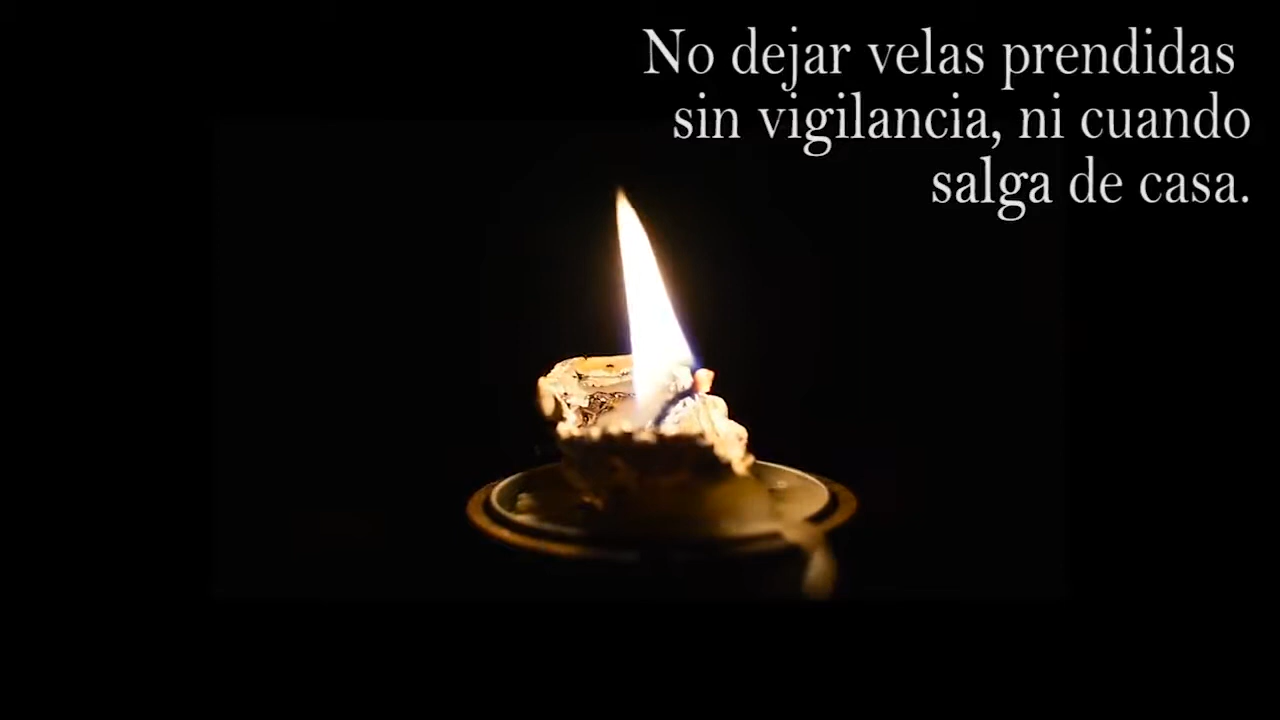 No dejar velas prendidas
sin vigilancia, ni cuando
salga de casa.